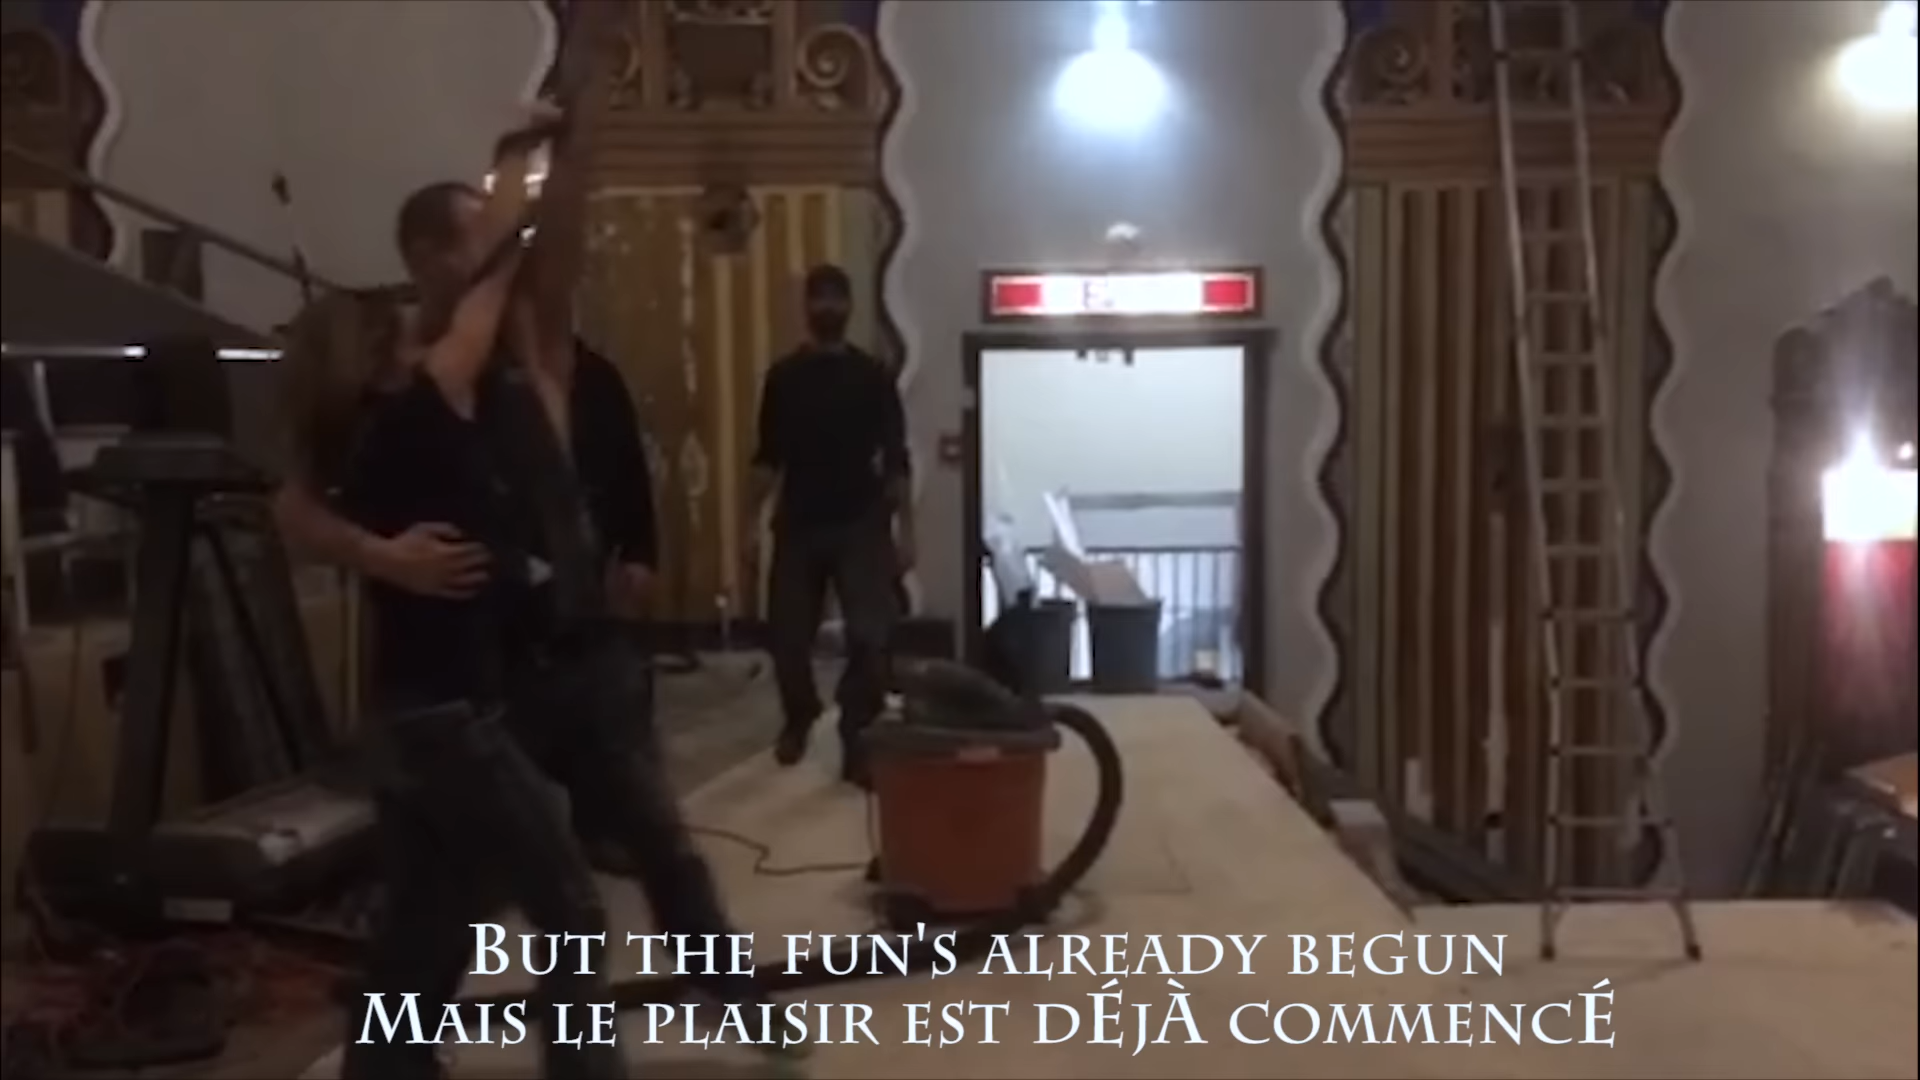 But the fun's already begun
Mais le plaisir est dÉjÀ commencÉ